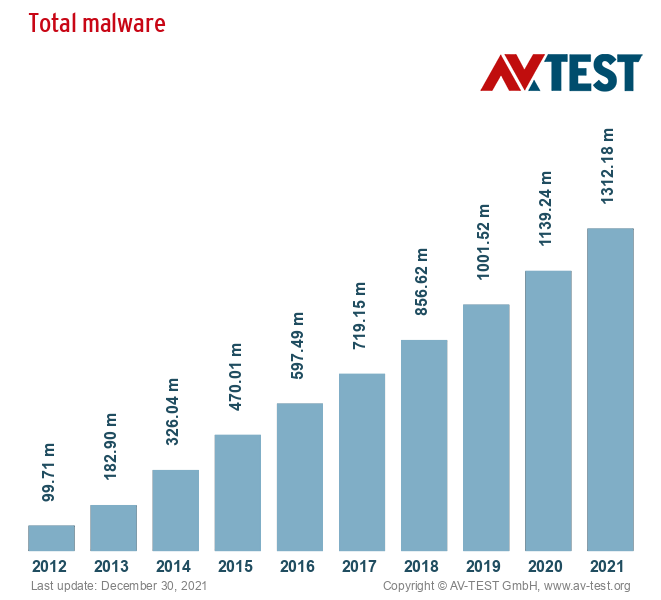 Total malware
AVTEST
99.71 m
182.90 m
326.04 m
470.01 m
597.49 m
719.15 m
856.62 m
1001.52 m
1139.24 m
1312.18 m
2012 2013 2014 2015 2016 2017 2018 2019 2020 2021
Last update: December 30, 2021
Copyright © AV-TEST GmbH, www.av-test.org